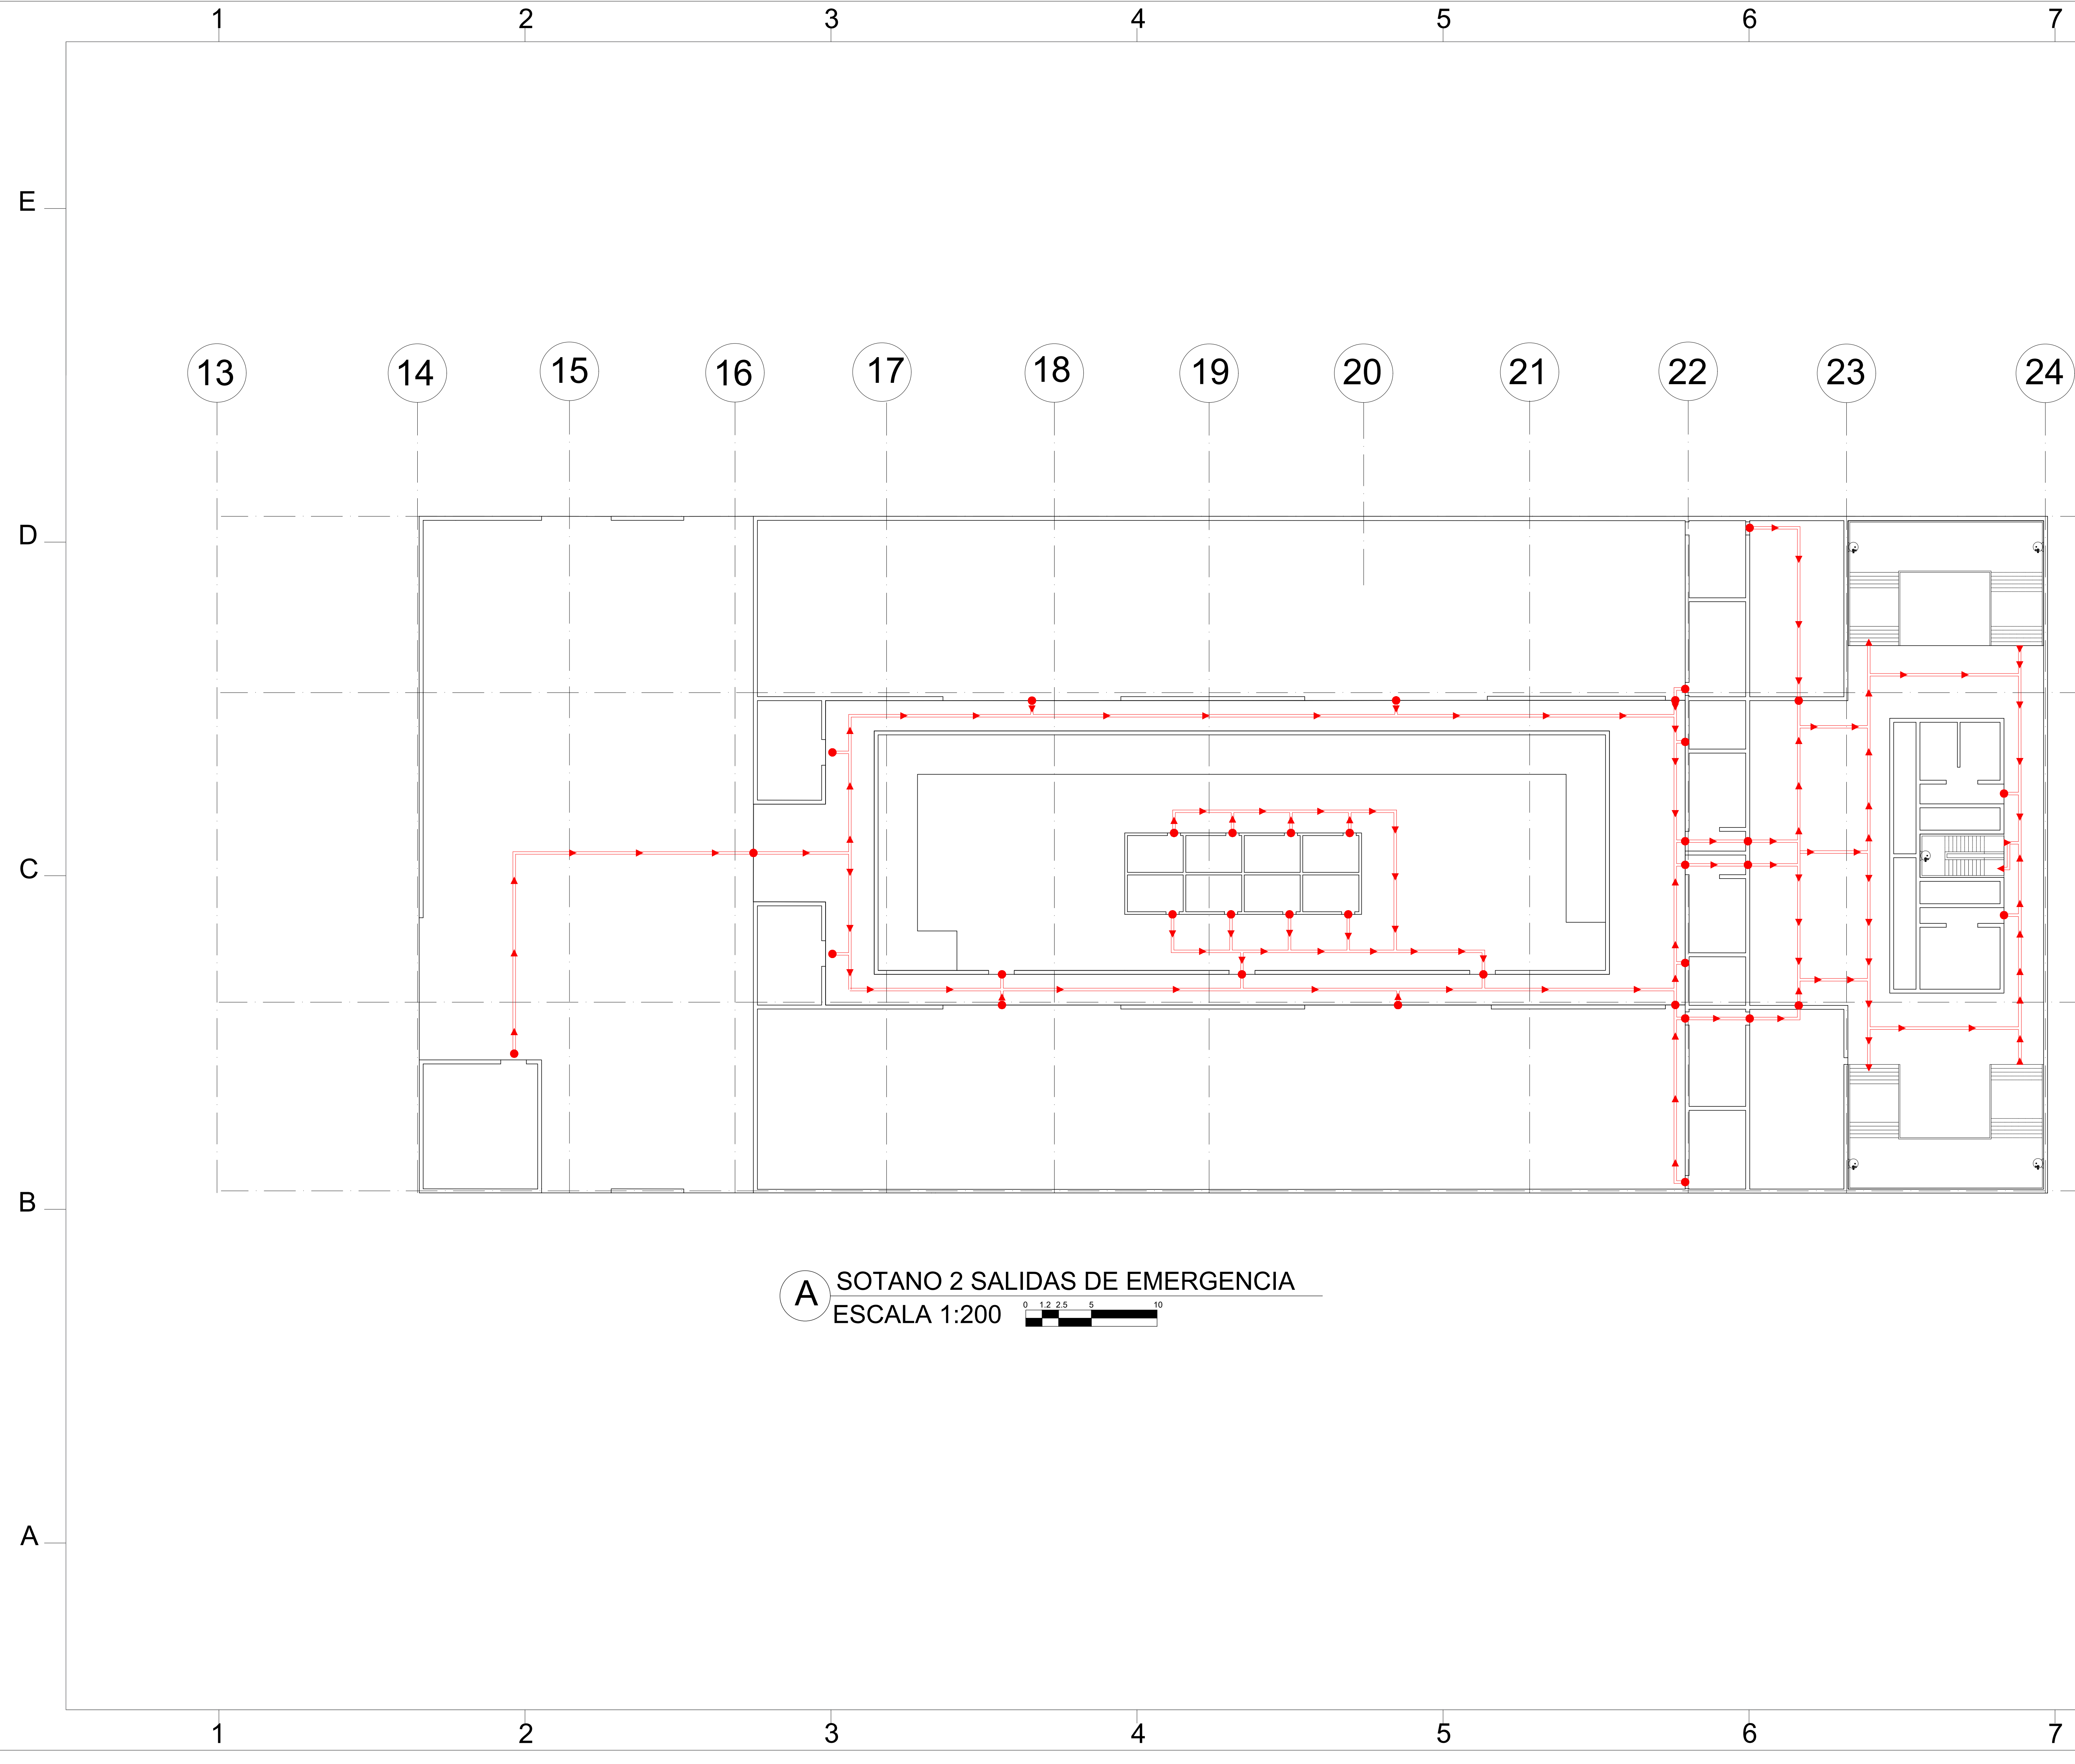 1 2 3 4 5 6 7
E
13 14 15 16 17 18 19 20 21 22 23 24
D
C
B
A SOTANO 2 SALIDAS DE EMERGENCIA
ESCALA 1:200 0 1.2 2.5 5 10
A
1 2 3 4 5 6 7